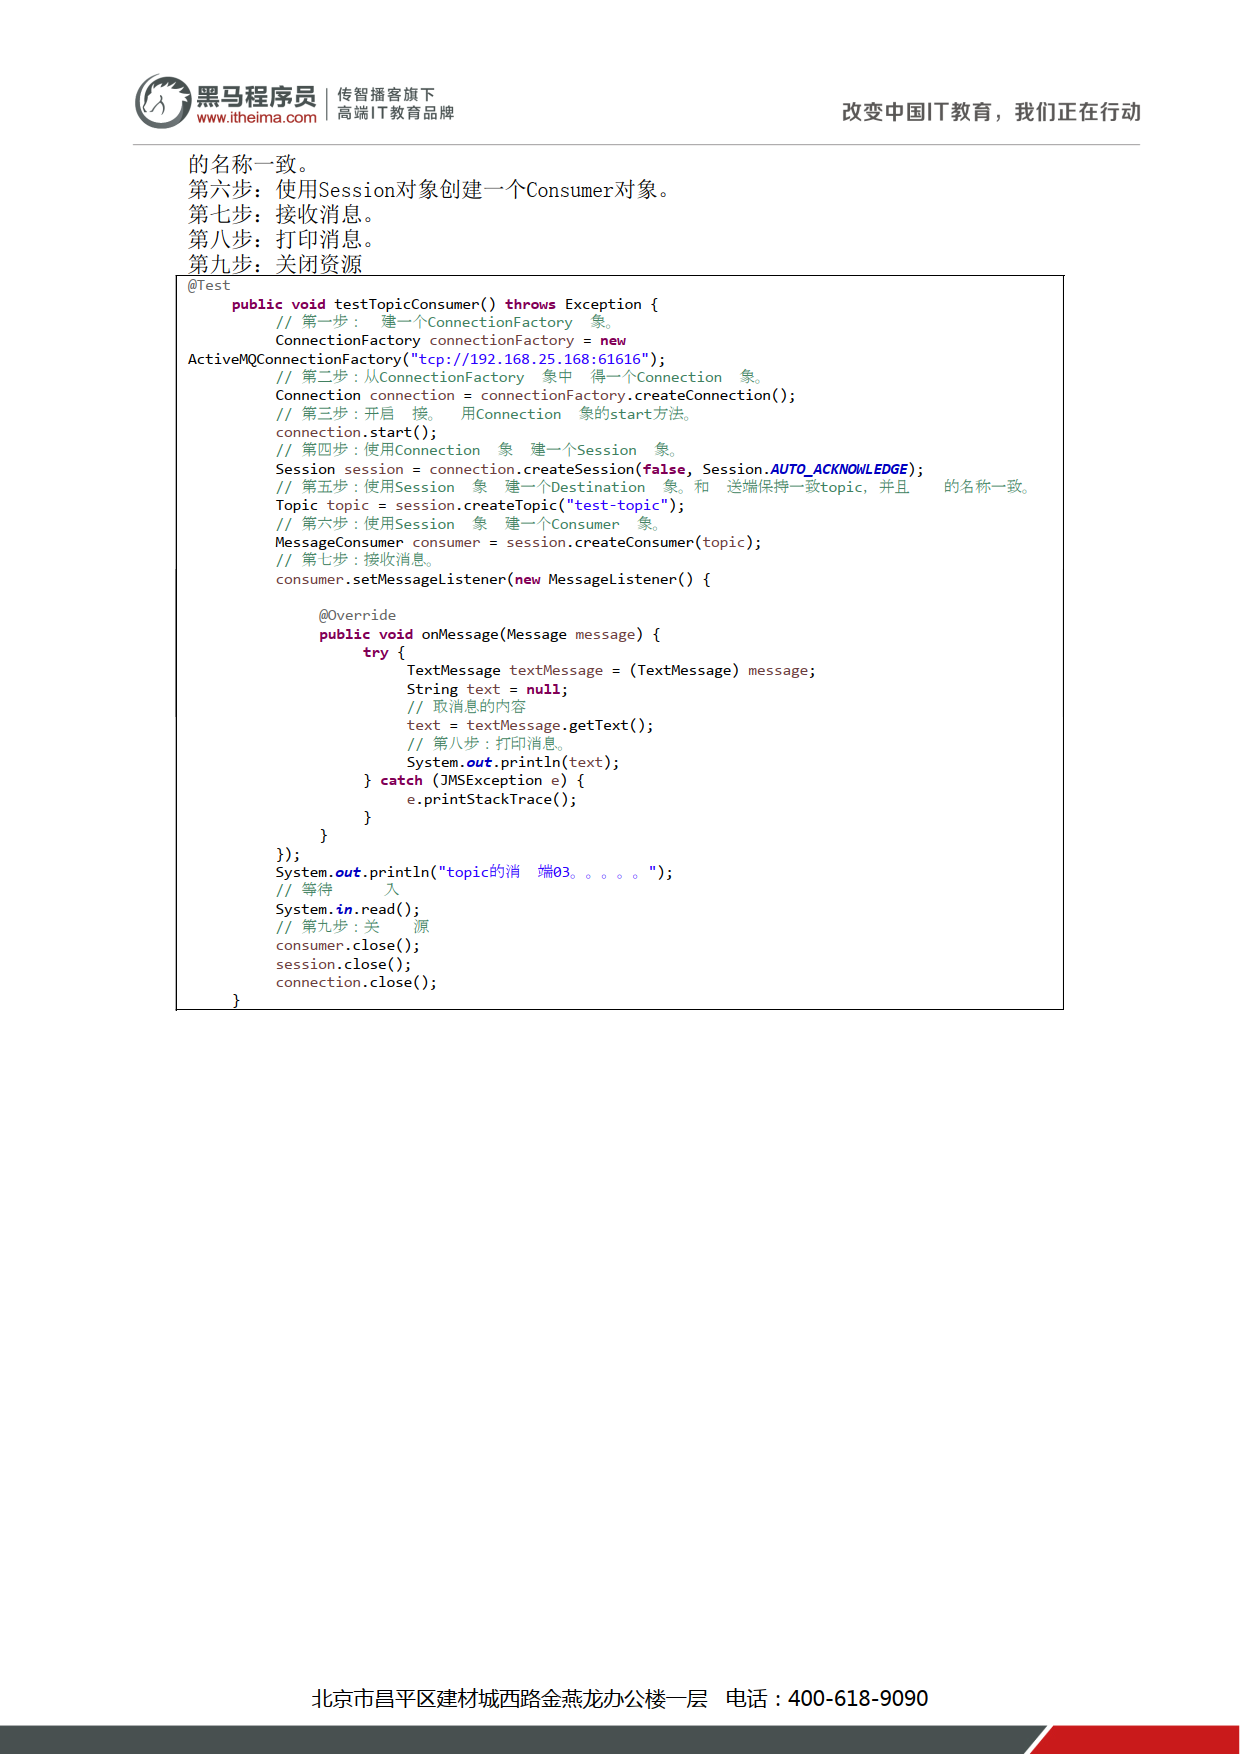 黑马程序员
www.itheima.com
传智播客旗下
高端IT教育品牌
改变中国IT教育，我们正在行动
的名称一致。
第六步：使用Session对象创建一个Consumer对象。
第七步：接收消息。
第八步：打印消息。
第九步：关闭资源
@Test
public void testTopicConsumer() throws Exception {
// 第一步：  建一个ConnectionFactory  象。
ConnectionFactory connectionFactory = new
ActiveMQConnectionFactory("tcp://192.168.25.168:61616");
// 第二步：从ConnectionFactory  象中  得一个Connection  象。
Connection connection = connectionFactory.createConnection();
// 第三步：开启  接。  用Connection  象的start方法。
connection.start();
// 第四步：使用Connection  象  建一个Session  象。
Session session = connection.createSession(false, Session.AUTO_ACKNOWLEDGE);
// 第五步：使用Session  象  建一个Destination  象。和  送端保持一致topic，并且    的名称一致。
Topic topic = session.createTopic("test-topic");
// 第六步：使用Session  象  建一个Consumer  象。
MessageConsumer consumer = session.createConsumer(topic);
// 第七步：接收消息。
consumer.setMessageListener(new MessageListener() {
@Override
public void onMessage(Message message) {
try {
TextMessage textMessage = (TextMessage) message;
String text = null;
// 取消息的内容
text = textMessage.getText();
// 第八步：打印消息。
System.out.println(text);
} catch (JMSException e) {
e.printStackTrace();
}
}
});
System.out.println("topic的消  端03。。。。。");
// 等待      入
System.in.read();
// 第九步：关    源
consumer.close();
session.close();
connection.close();
}
北京市昌平区建材城西路金燕龙办公楼一层  电话：400-618-9090